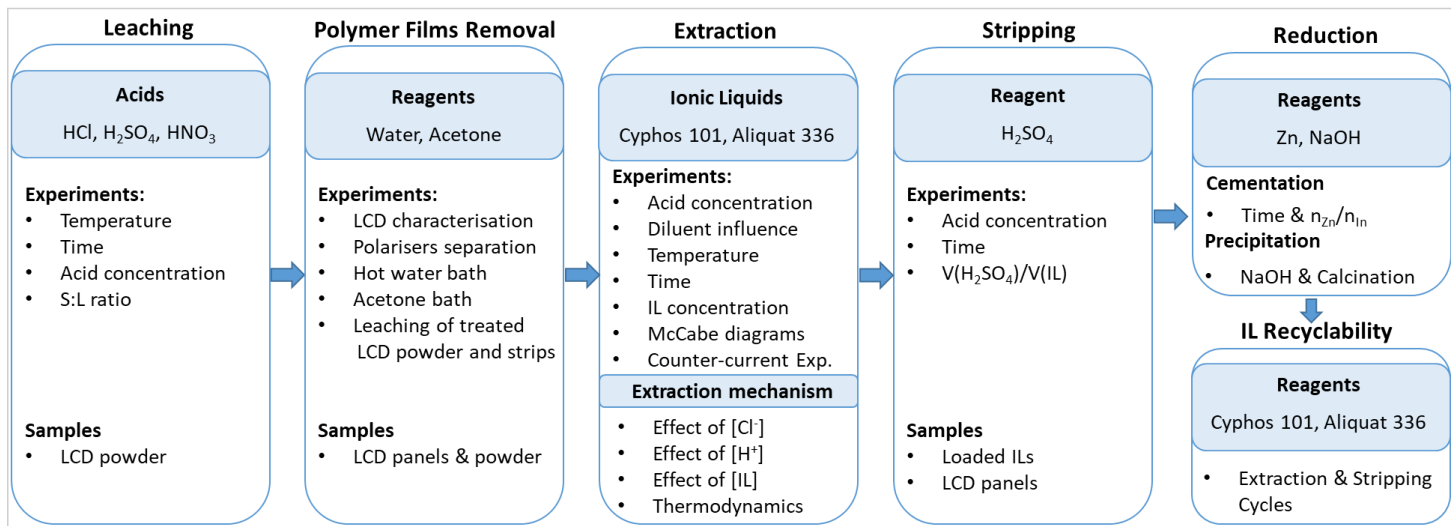 Leaching
Acids
HCl, H₂SO₄, HNO₃
Experiments:
• Temperature
• Time
• Acid concentration
• S:L ratio
Samples
• LCD powder
Polymer Films Removal
Reagents
Water, Acetone
Experiments:
• LCD characterisation
• Polarisers separation
• Hot water bath
• Acetone bath
• Leaching of treated
LCD powder and strips
Samples
• LCD panels & powder
Extraction
Ionic Liquids
Cyphos 101, Aliquat 336
Experiments:
• Acid concentration
• Diluent influence
• Temperature
• Time
• IL concentration
• McCabe diagrams
• Counter-current Exp.
Extraction mechanism
• Effect of [Cl⁻]
• Effect of [H⁺]
• Effect of [IL]
• Thermodynamics
Stripping
Reagent
H₂SO₄
Experiments:
• Acid concentration
• Time
• V(H₂SO₄)/V(IL)
Samples
• Loaded ILs
• LCD panels
Reduction
Reagents
Zn, NaOH
Cementation
• Time & n_Zn/n_In
Precipitation
• NaOH & Calcination
IL Recyclability
Reagents
Cyphos 101, Aliquat 336
• Extraction & Stripping
Cycles